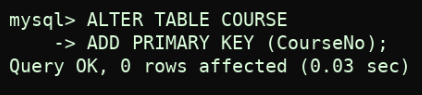 mysql> ALTER TABLE COURSE
    -> ADD PRIMARY KEY (CourseNo);
Query OK, 0 rows affected (0.03 sec)